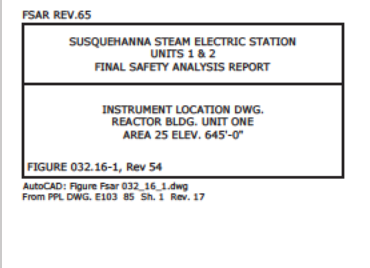 FSAR REV.65
SUSQUEHANNA STEAM ELECTRIC STATION
UNITS 1 & 2
FINAL SAFETY ANALYSIS REPORT
INSTRUMENT LOCATION DWG.
REACTOR BLDG. UNIT ONE
AREA 25 ELEV. 645'-0"
FIGURE 032.16-1, Rev 54
AutoCAD: Figure Fsar 032_16_1.dwg
From PPL DWG. E103 85 Sh. 1 Rev. 17